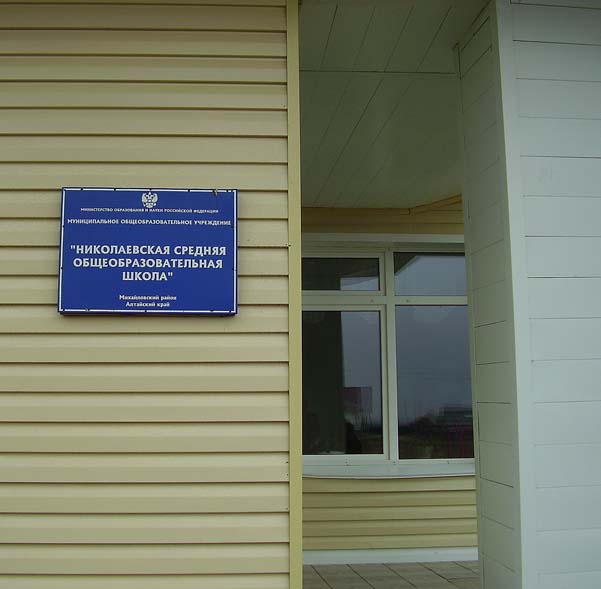 МИНИСТЕРСТВО ОБРАЗОВАНИЯ И НАУКИ РОССИЙСКОЙ ФЕДЕРАЦИИ
МУНИЦИПАЛЬНОЕ ОБЩЕОБРАЗОВАТЕЛЬНОЕ УЧРЕЖДЕНИЕ
"НИКОЛАЕВСКАЯ СРЕДНЯЯ
ОБЩЕОБРАЗОВАТЕЛЬНАЯ
ШКОЛА"
Михайловский район
Алтайский край